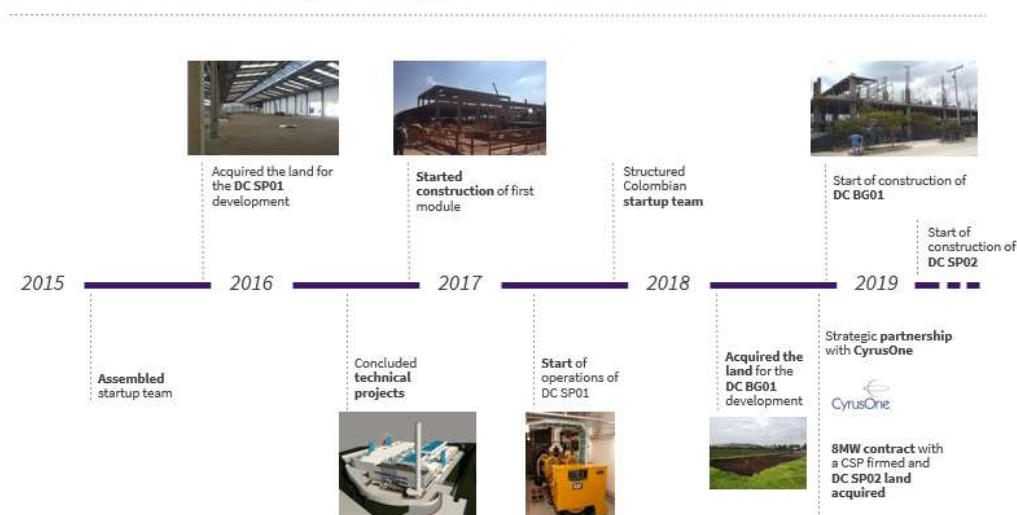 Acquired the land for
the DC SP01
development
Started
construction of first
module
Structured
Colombian
startup team
Start of construction of
DC BG01
Start of
construction of
DC SP02
2015
2016
2017
2018
2019
Assembled
startup team
Concluded
technical
projects
Start of
operations of
DC SP01
Acquired the
land for the
DC BG01
development
Strategic partnership
with CyrusOne
CyrusOne
8MW contract with
a CSP firmed and
DC SP02 land
acquired
CAT